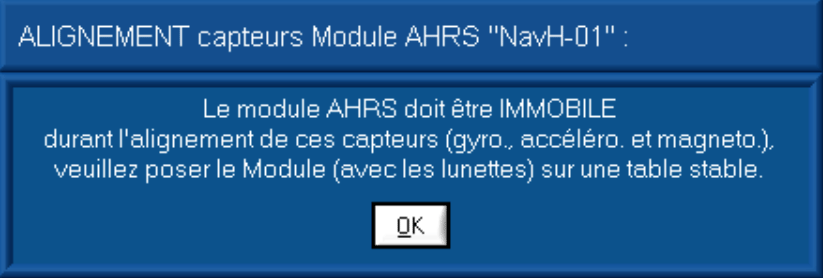 ALIGNEMENT capteurs Module AHRS "NavH-01" :
Le module AHRS doit être IMMOBILE
durant l'alignement de ces capteurs (gyro., accéléro. et magneto.),
veuillez poser le Module (avec les lunettes) sur une table stable.
OK